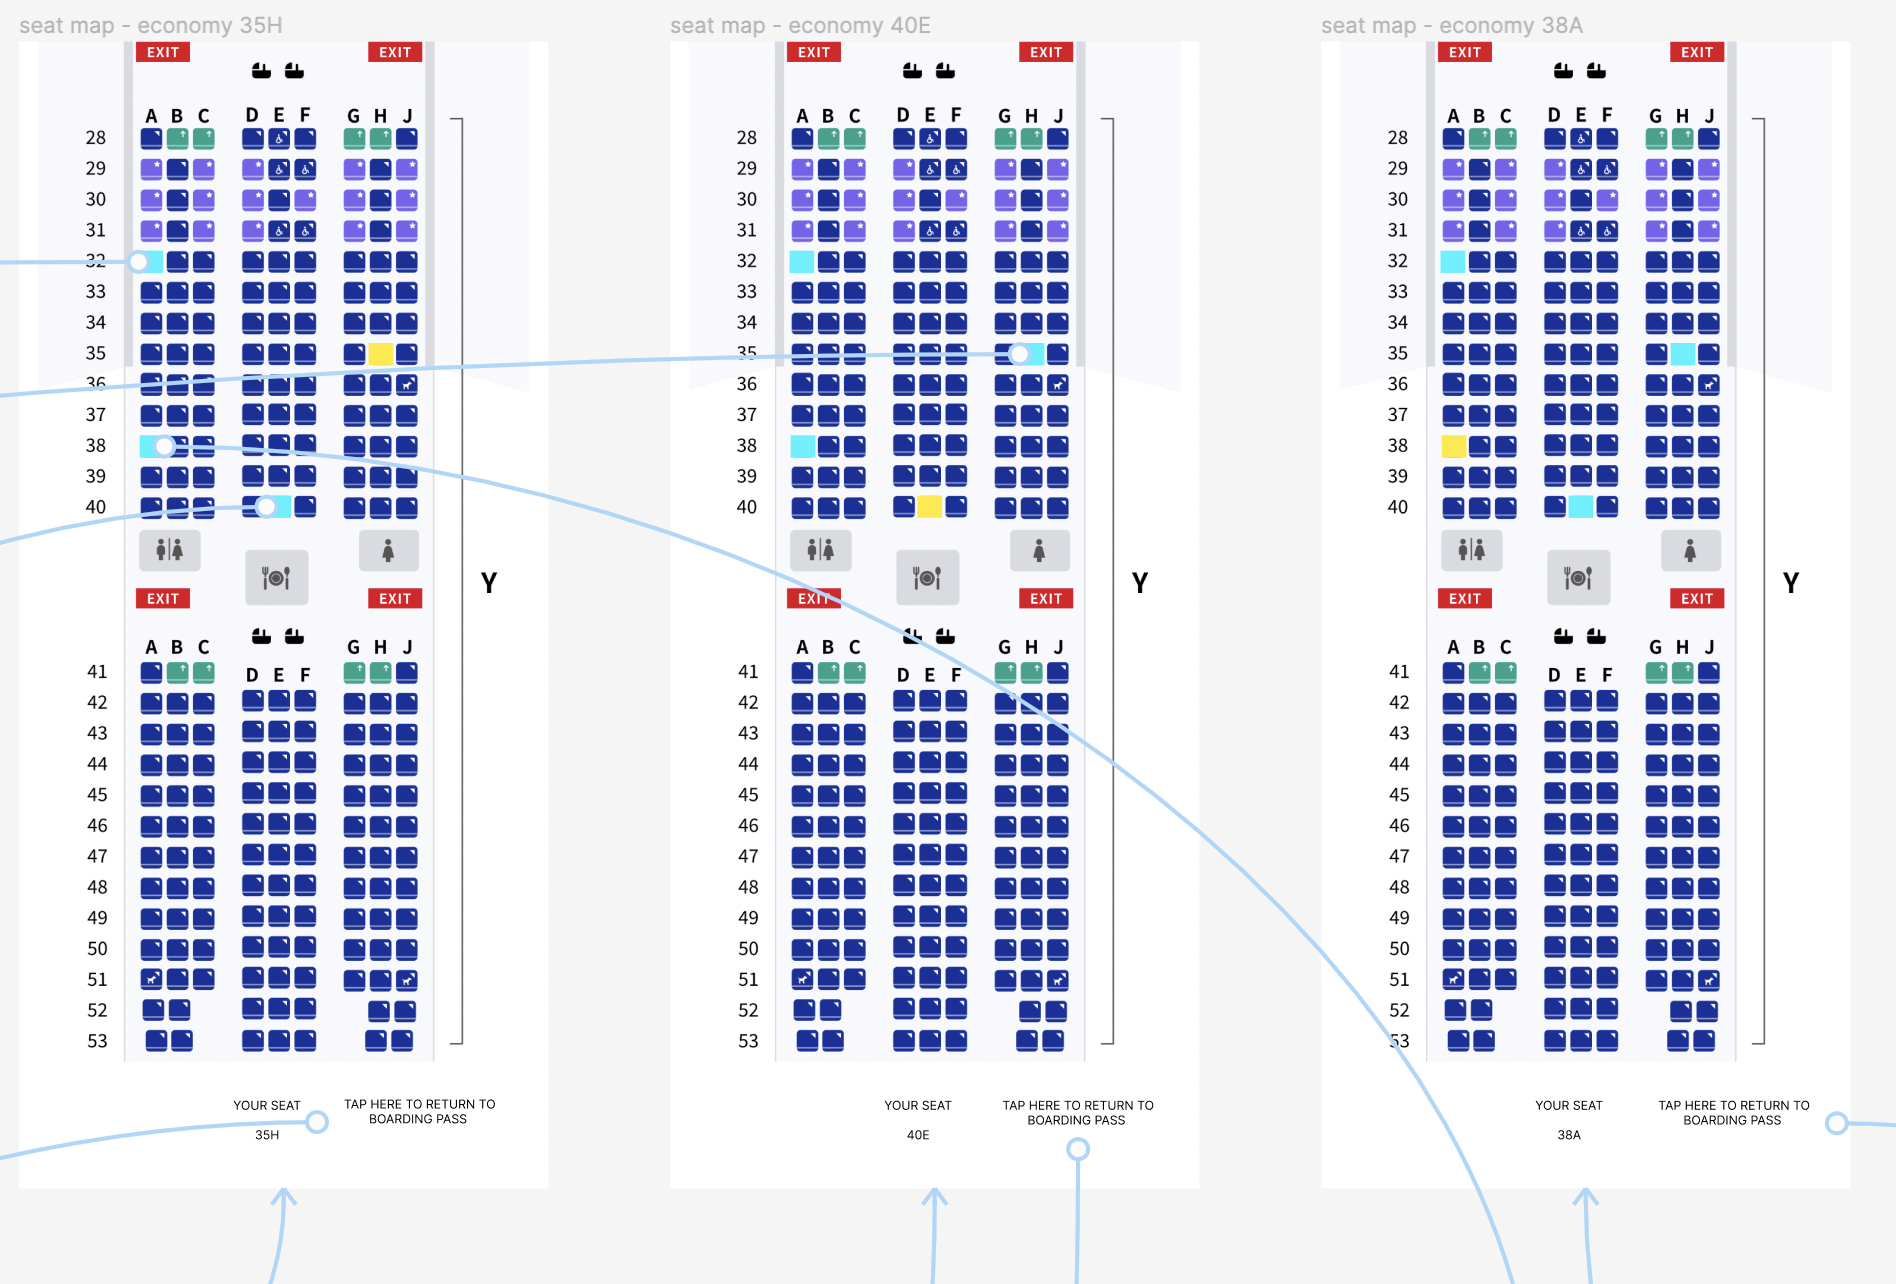 seat map - economy 35H
EXIT EXIT
A B C D E F G H J
28
29
30
31
32
33
34
35
36
37
38
39
40
EXIT EXIT
Y
A B C G H J
41 D E F
42
43
44
45
46
47
48
49
50
51
52
53
YOUR SEAT
35H
TAP HERE TO RETURN TO
BOARDING PASS
seat map - economy 40E
EXIT EXIT
A B C D E F G H J
28
29
30
31
32
33
34
35
36
37
38
39
40
EXIT EXIT
Y
A B C G H J
41 D E F
42
43
44
45
46
47
48
49
50
51
52
53
YOUR SEAT
40E
TAP HERE TO RETURN TO
BOARDING PASS
seat map - economy 38A
EXIT EXIT
A B C D E F G H J
28
29
30
31
32
33
34
35
36
37
38
39
40
EXIT EXIT
Y
A B C G H J
41 D E F
42
43
44
45
46
47
48
49
50
51
52
53
YOUR SEAT
38A
TAP HERE TO RETURN TO
BOARDING PASS